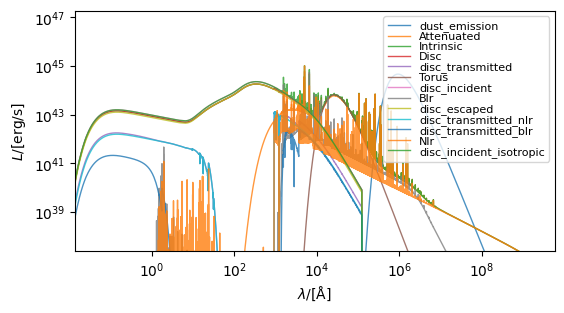 10^47
10^45
10^43
10^41
10^39
L/[erg/s]
dust_emission
Attenuated
Intrinsic
Disc
disc_transmitted
Torus
disc_incident
Blr
disc_escaped
disc_transmitted_nlr
disc_transmitted_blr
Nlr
disc_incident_isotropic
10^0
10^2
10^4
10^6
10^8
λ/[Å]